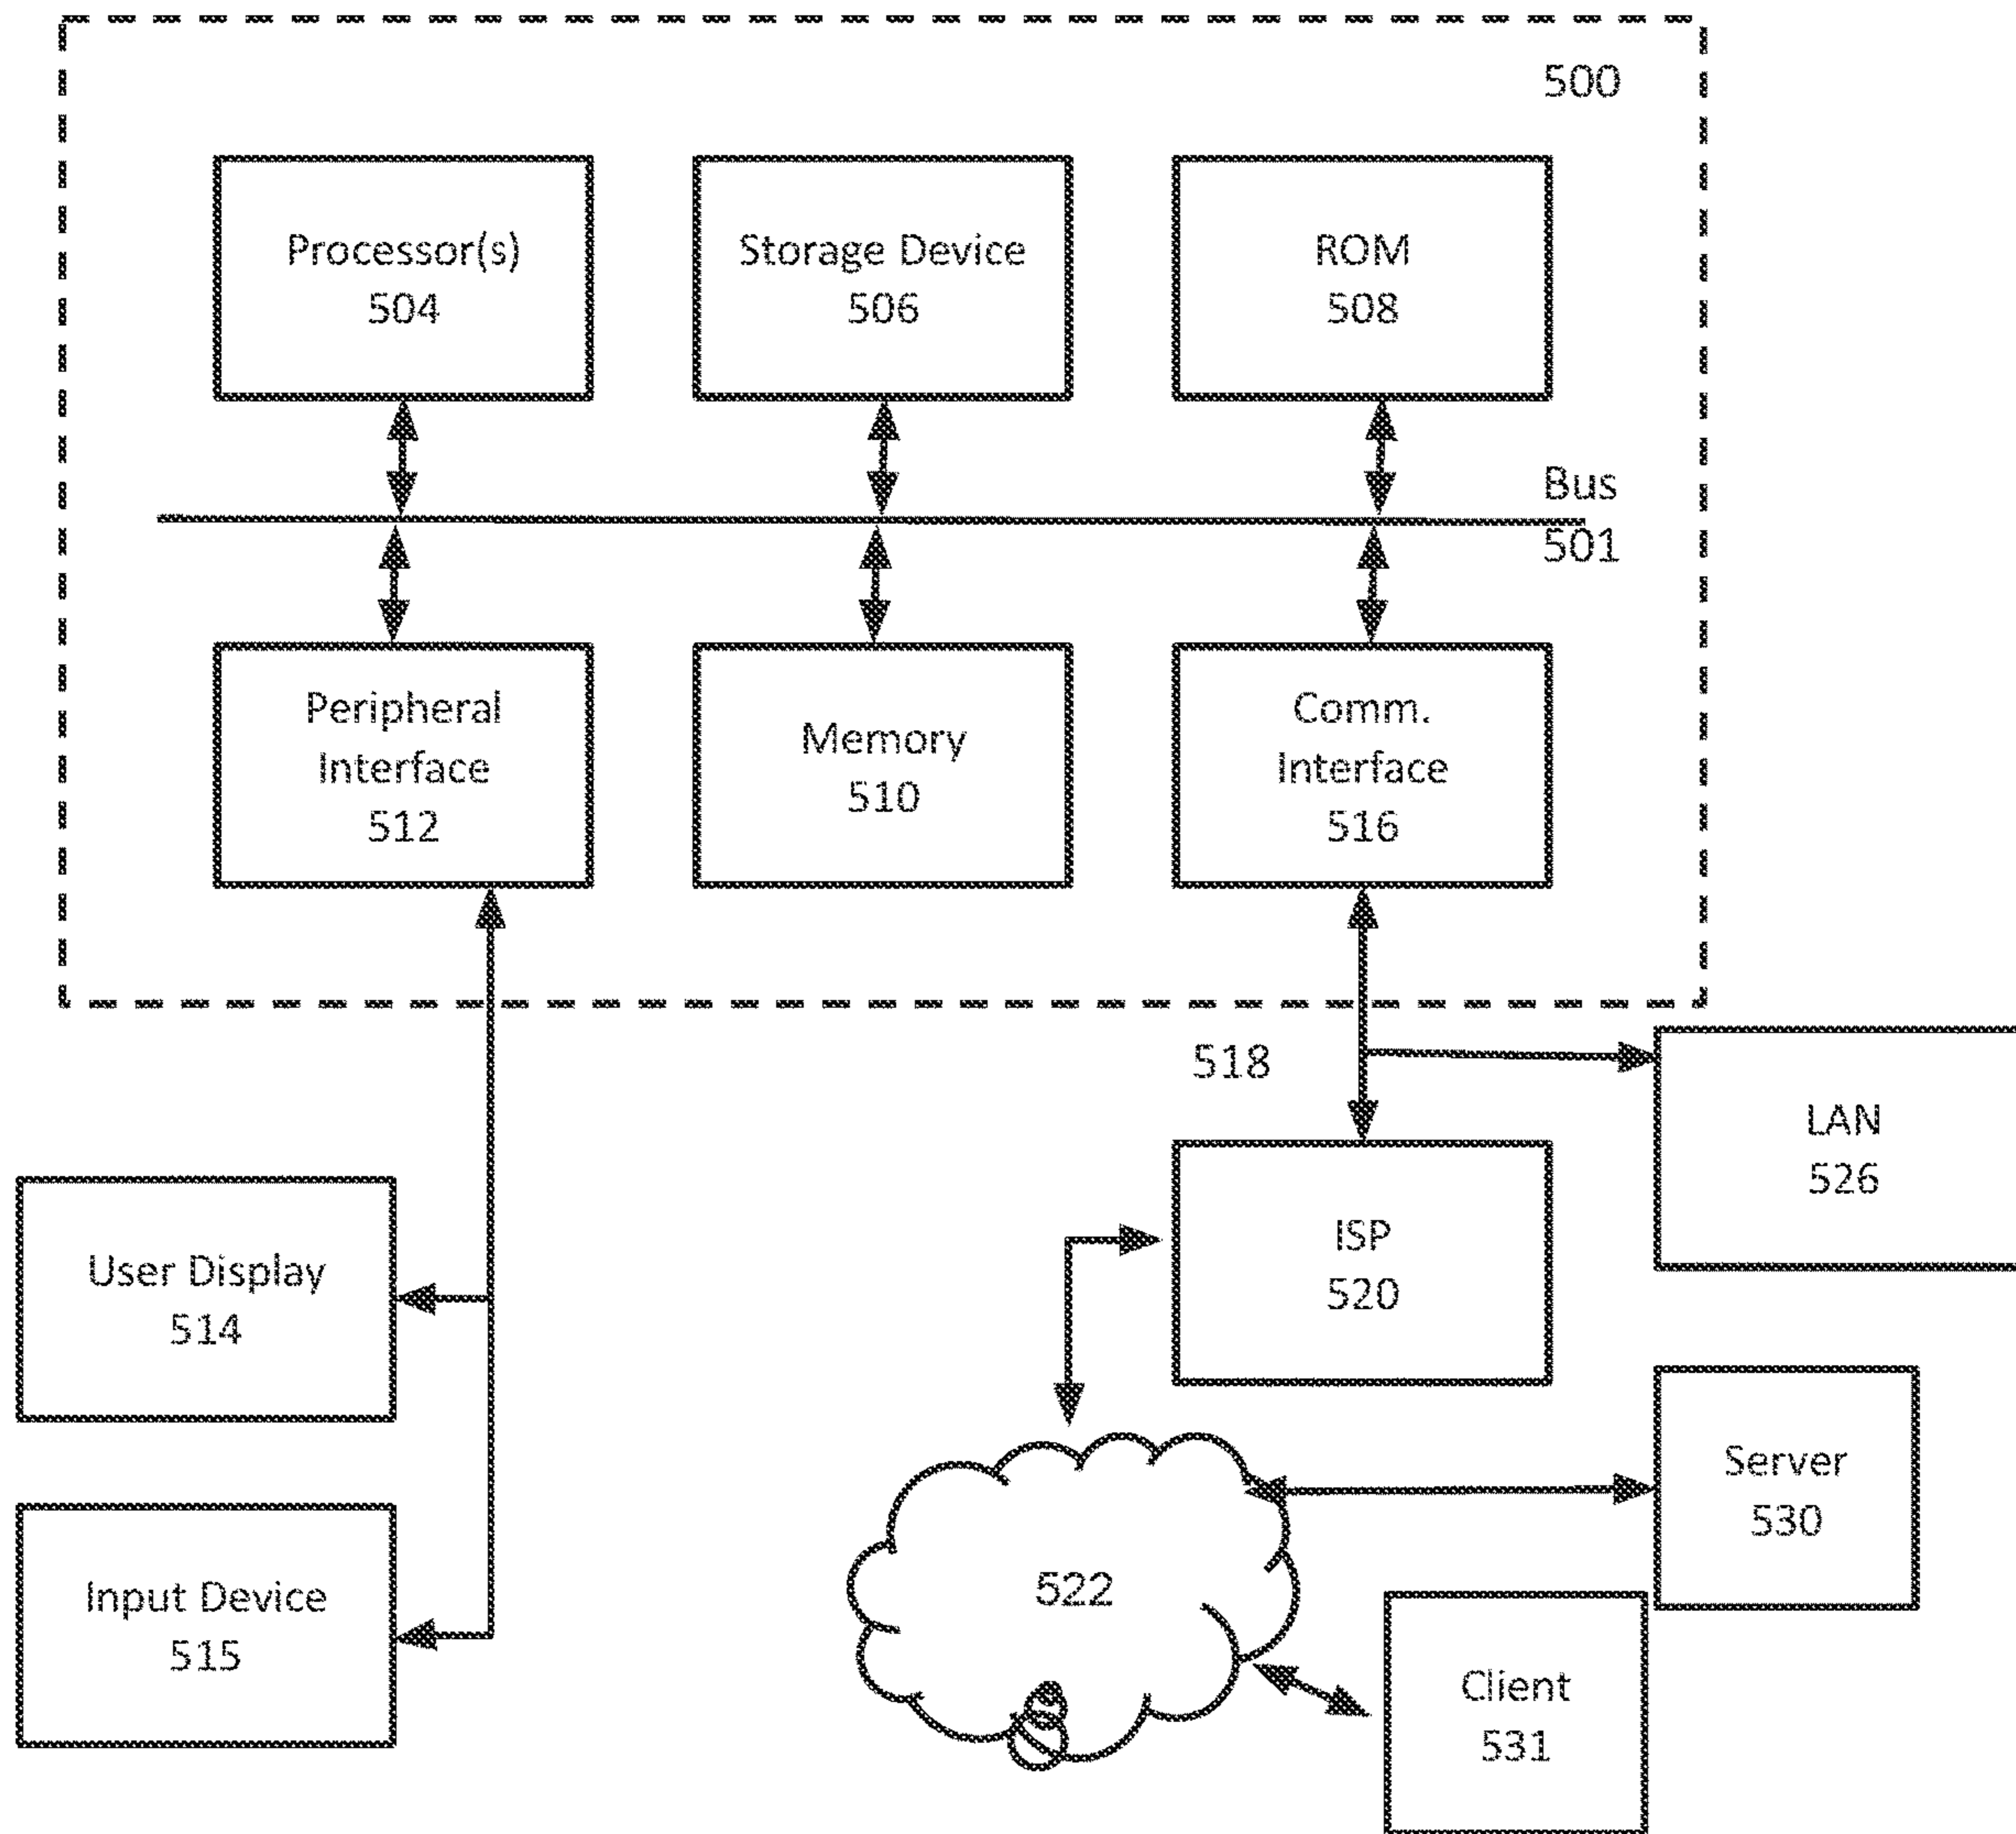 500
Processor(s)
504
Storage Device
506
ROM
508
Bus
501
Peripheral
Interface
512
Memory
510
Comm.
Interface
516
518
LAN
526
ISP
520
User Display
514
Server
530
Input Device
515
522
Client
531